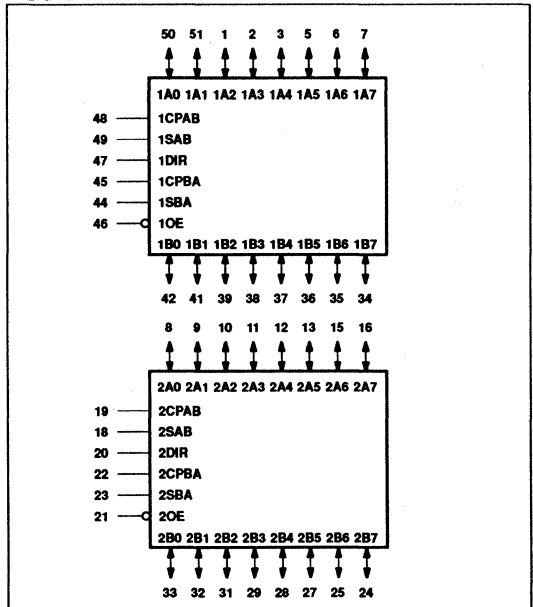 50 51 1 2 3 5 6 7
1A0 1A1 1A2 1A3 1A4 1A5 1A6 1A7
48 1CPAB
49 1SAB
47 1DIR
45 1CPBA
44 1SBA
46 1OE
1B0 1B1 1B2 1B3 1B4 1B5 1B6 1B7
42 41 39 38 37 36 35 34
8 9 10 11 12 13 15 16
2A0 2A1 2A2 2A3 2A4 2A5 2A6 2A7
19 2CPAB
18 2SAB
20 2DIR
22 2CPBA
23 2SBA
21 2OE
2B0 2B1 2B2 2B3 2B4 2B5 2B6 2B7
33 32 31 29 28 27 25 24